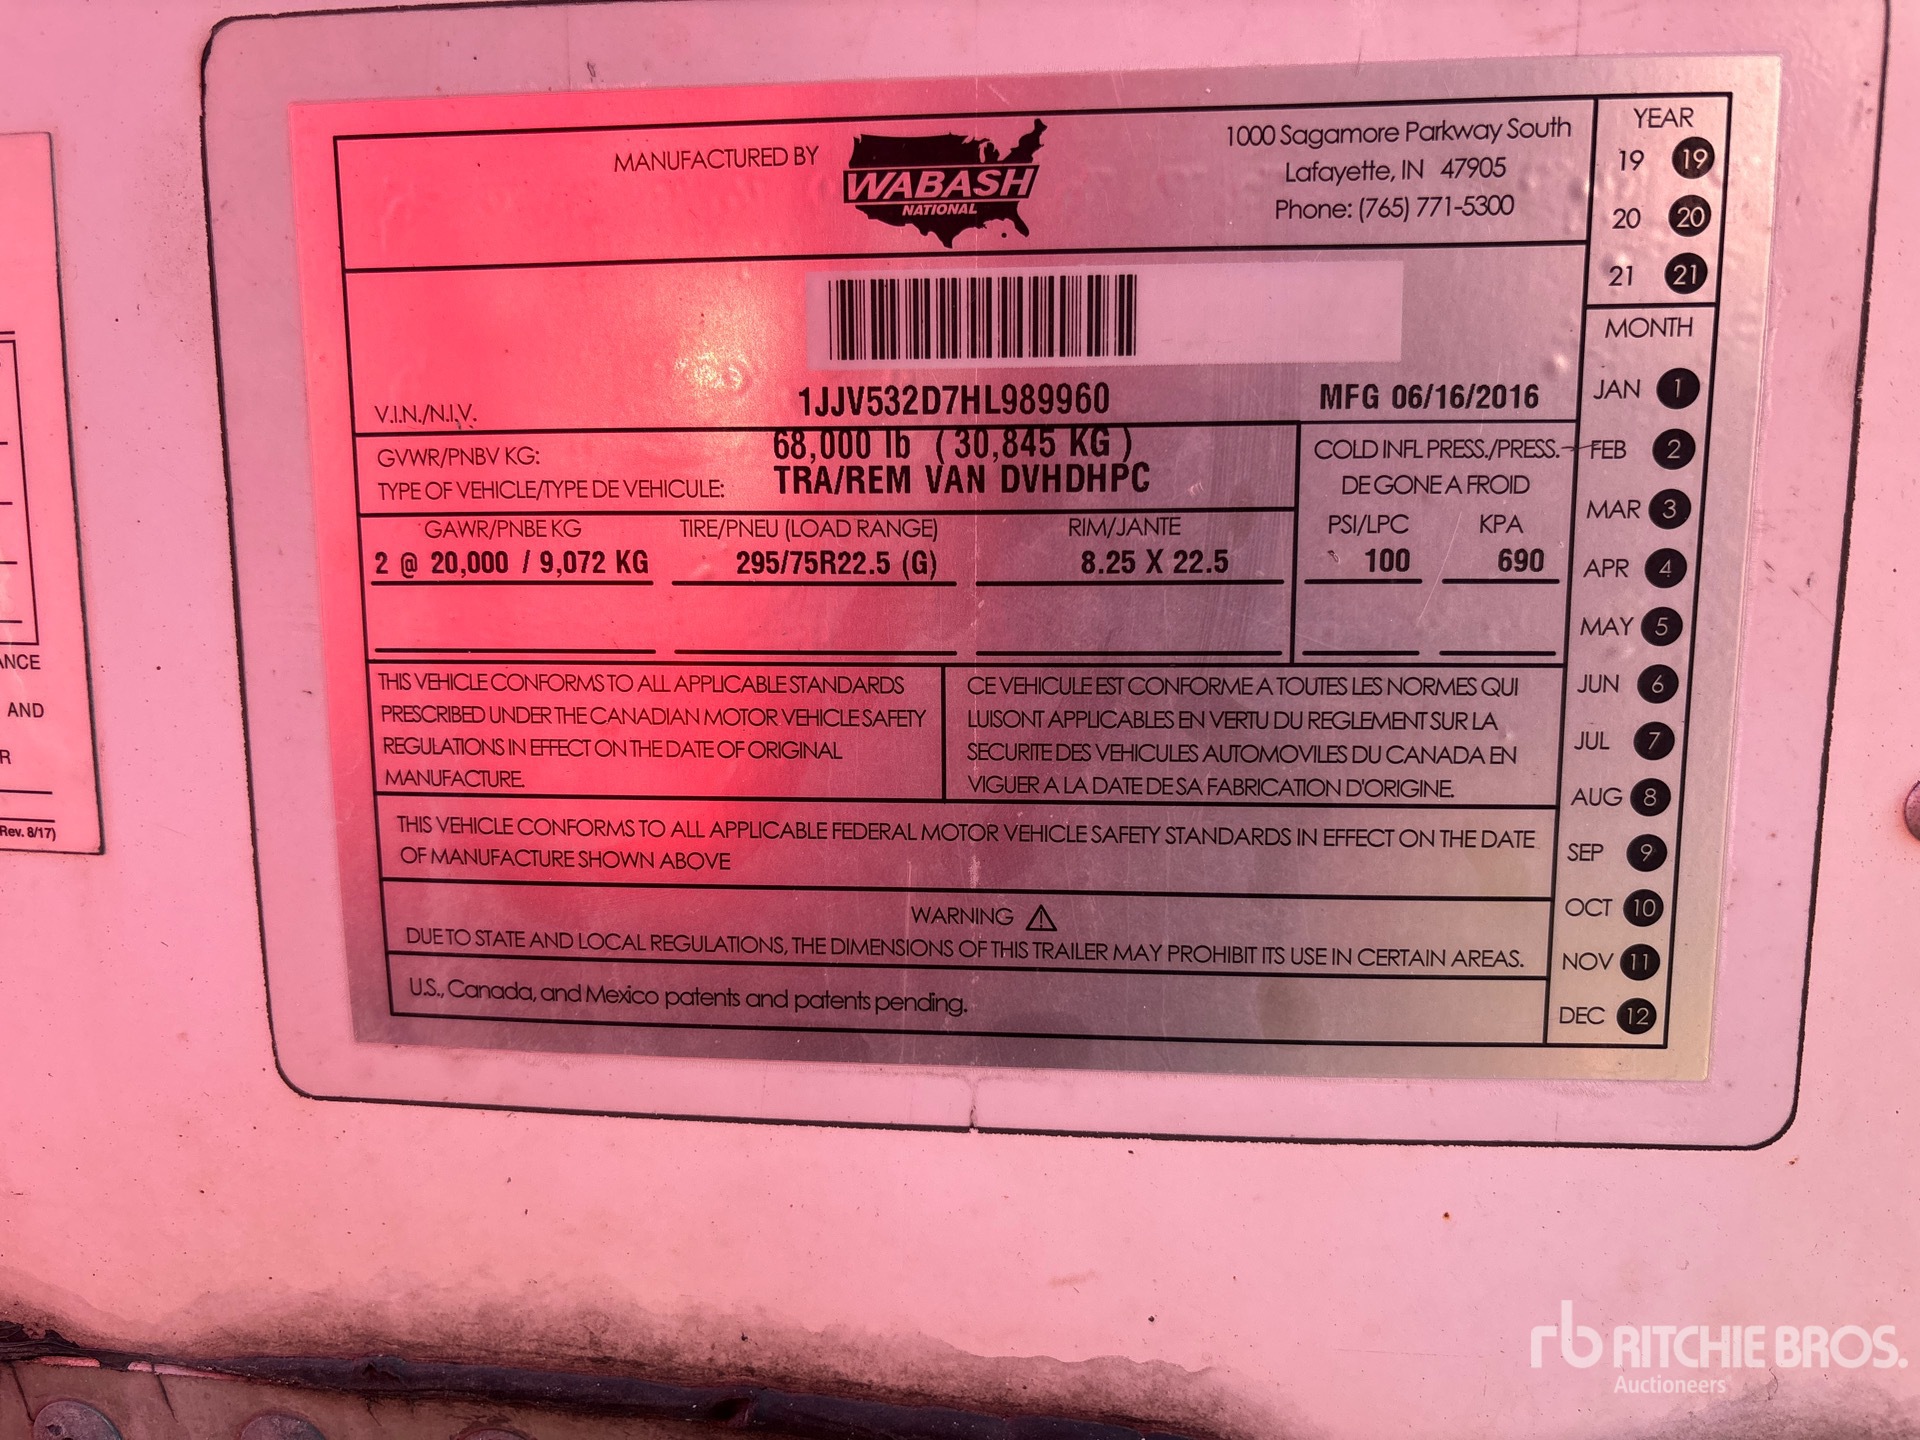 MANUFACTURED BY
WABASH
NATIONAL
1000 Sagamore Parkway South
Lafayette, IN 47905
Phone: (765) 771-5300
YEAR
19 19
20 20
21 21
V.I.N./N.I.V.
1JJV532D7HL989960
MFG 06/16/2016
GVWR/PNBV KG:
68,000 lb ( 30,845 KG )
TYPE OF VEHICLE/TYPE DE VEHICULE:
TRA/REM VAN DVHDHPC
COLD INFL PRESS./PRESS.
DE GONE A FROID
GAWR/PNBE KG
TIRE/PNEU (LOAD RANGE)
RIM/JANTE
PSI/LPC
KPA
2 @ 20,000 / 9,072 KG
295/75R22.5 (G)
8.25 X 22.5
100
690
THIS VEHICLE CONFORMS TO ALL APPLICABLE STANDARDS
PRESCRIBED UNDER THE CANADIAN MOTOR VEHICLE SAFETY
REGULATIONS IN EFFECT ON THE DATE OF ORIGINAL
MANUFACTURE.
CE VEHICULE EST CONFORME A TOUTES LES NORMES QUI
LUISONT APPLICABLES EN VERTU DU REGLEMENT SUR LA
SECURITE DES VEHICULES AUTOMOVILES DU CANADA EN
VIGUER A LA DATE DE SA FABRICATION D'ORIGINE.
THIS VEHICLE CONFORMS TO ALL APPLICABLE FEDERAL MOTOR VEHICLE SAFETY STANDARDS IN EFFECT ON THE DATE
OF MANUFACTURE SHOWN ABOVE
WARNING
DUE TO STATE AND LOCAL REGULATIONS, THE DIMENSIONS OF THIS TRAILER MAY PROHIBIT ITS USE IN CERTAIN AREAS.
U.S., Canada, and Mexico patents and patents pending.
MONTH
JAN 1
FEB 2
MAR 3
APR 4
MAY 5
JUN 6
JUL 7
AUG 8
SEP 9
OCT 10
NOV 11
DEC 12
AND
Rev. 8/17)
rb RITCHIE BROS.
Auctioneers